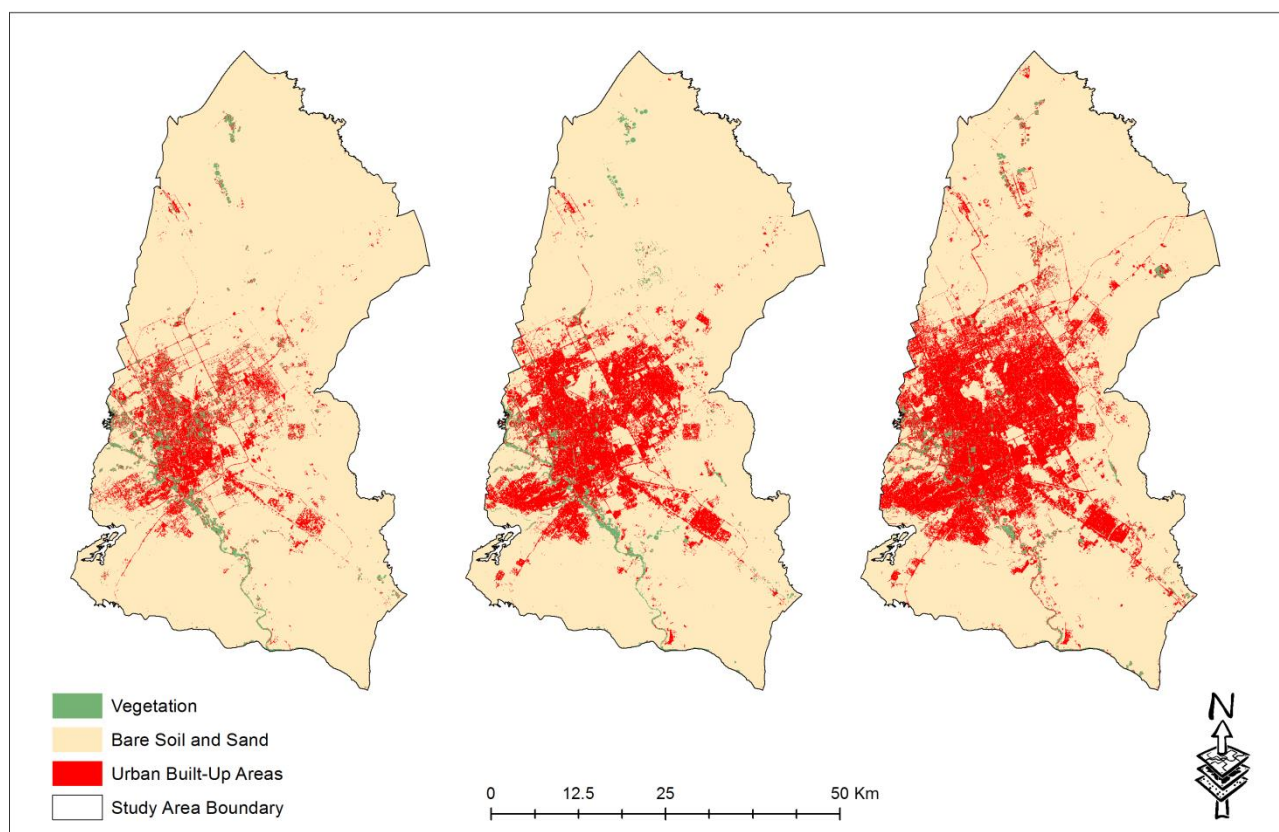 Vegetation
Bare Soil and Sand
Urban Built-Up Areas
Study Area Boundary
0 12.5 25 50 Km
N